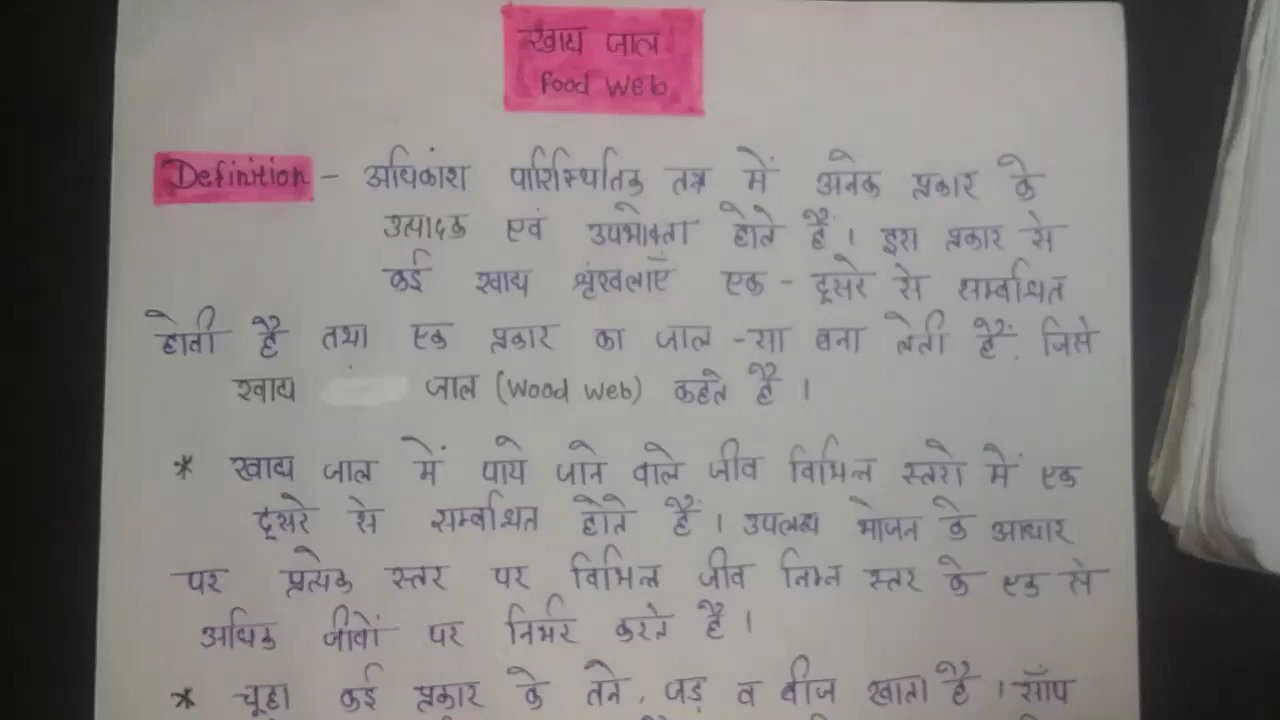 खाद्य जाल
Food Web
Definition - अधिकांश पारिस्थितिक तंत्र में अनेक प्रकार के
उत्पादक एवं उपभोक्ता होते हैं। इस प्रकार से
कई खाद्य श्रृंखलाएँ एक - दूसरे से सम्बन्धित
होती है तथा एक प्रकार का जाल -सा बना लेती हैं, जिसे
खाद्य जाल (Wood Web) कहते है ।
* खाद्य जाल में पाये जाने वाले जीव विभिन्न स्तरो में एक
दूसरे से सम्बन्धित होते हैं । उपलब्ध भोजन के आधार
पर प्रत्येक स्तर पर विभिन्न जीव निम्न स्तर के एक से
अधिक जीवों पर निर्भर करते है ।
* चूहा कई प्रकार के तने, जड़ व बीज खाता है । साँप